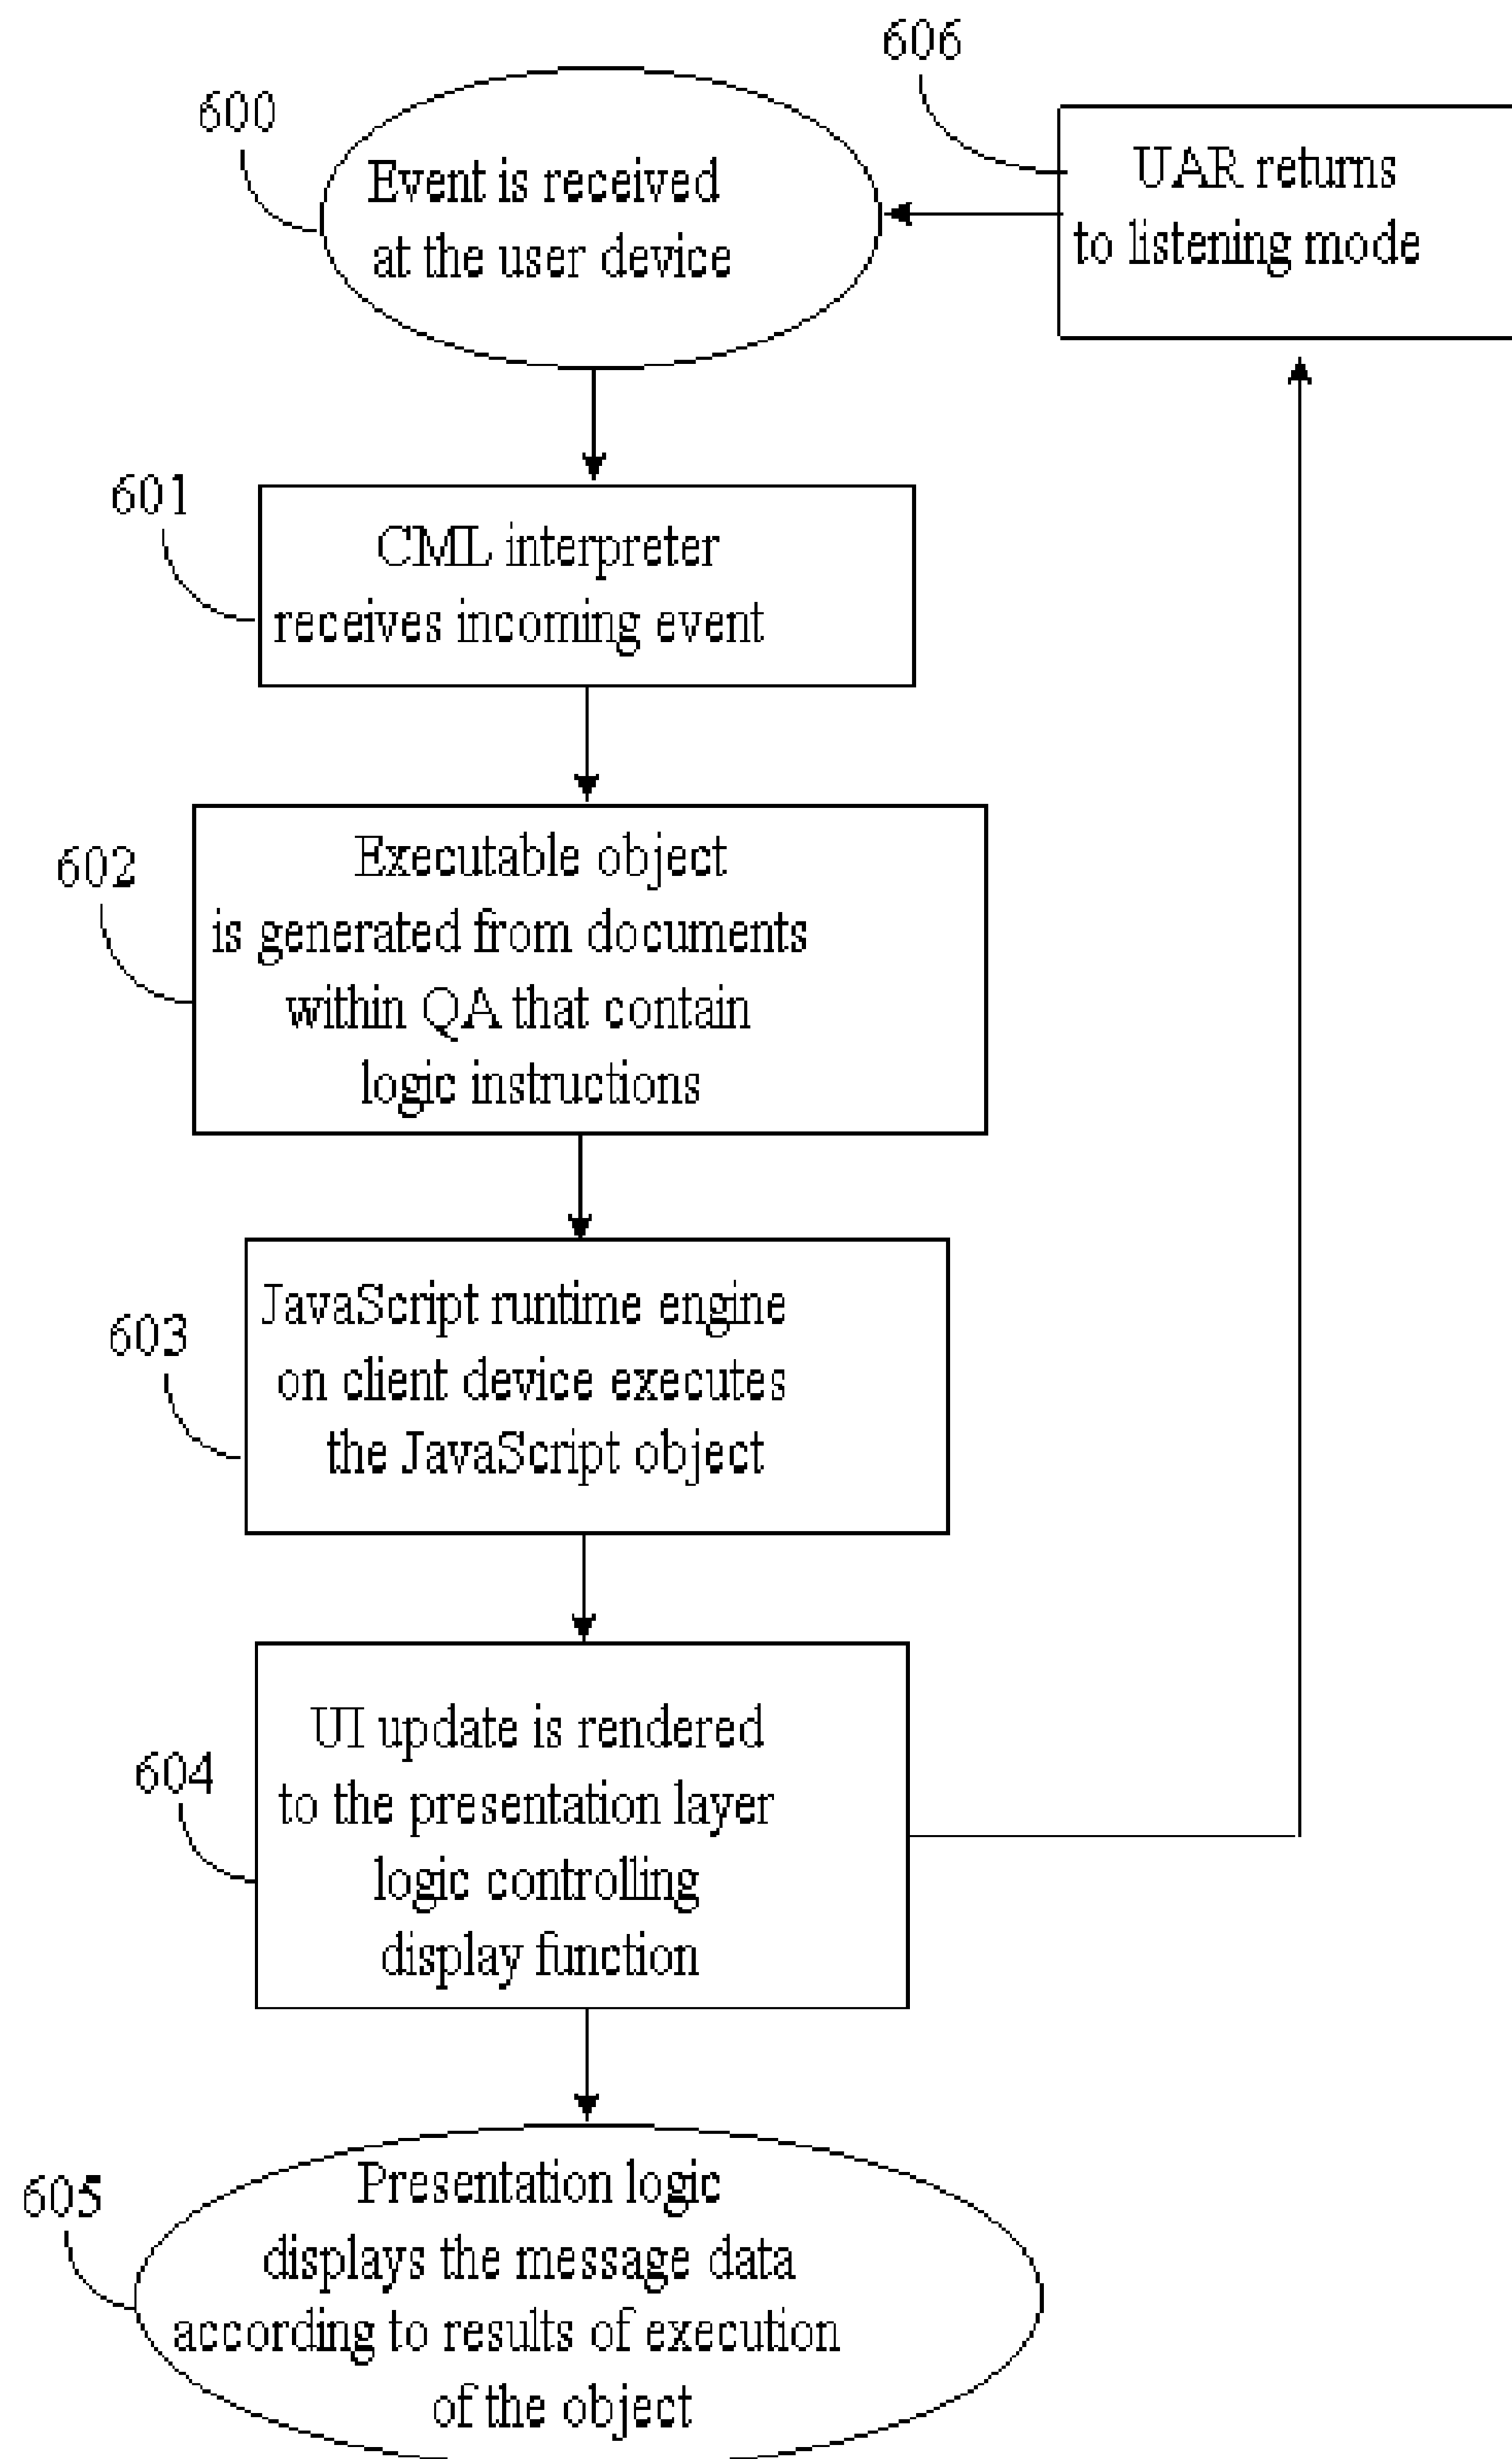 606
600
Event is received
at the user device
UAR returns
to listening mode
601
CML interpreter
receives incoming event
602
Executable object
is generated from documents
within QA that contain
logic instructions
603
JavaScript runtime engine
on client device executes
the JavaScript object
604
UI update is rendered
to the presentation layer
logic controlling
display function
605
Presentation logic
displays the message data
according to results of execution
of the object